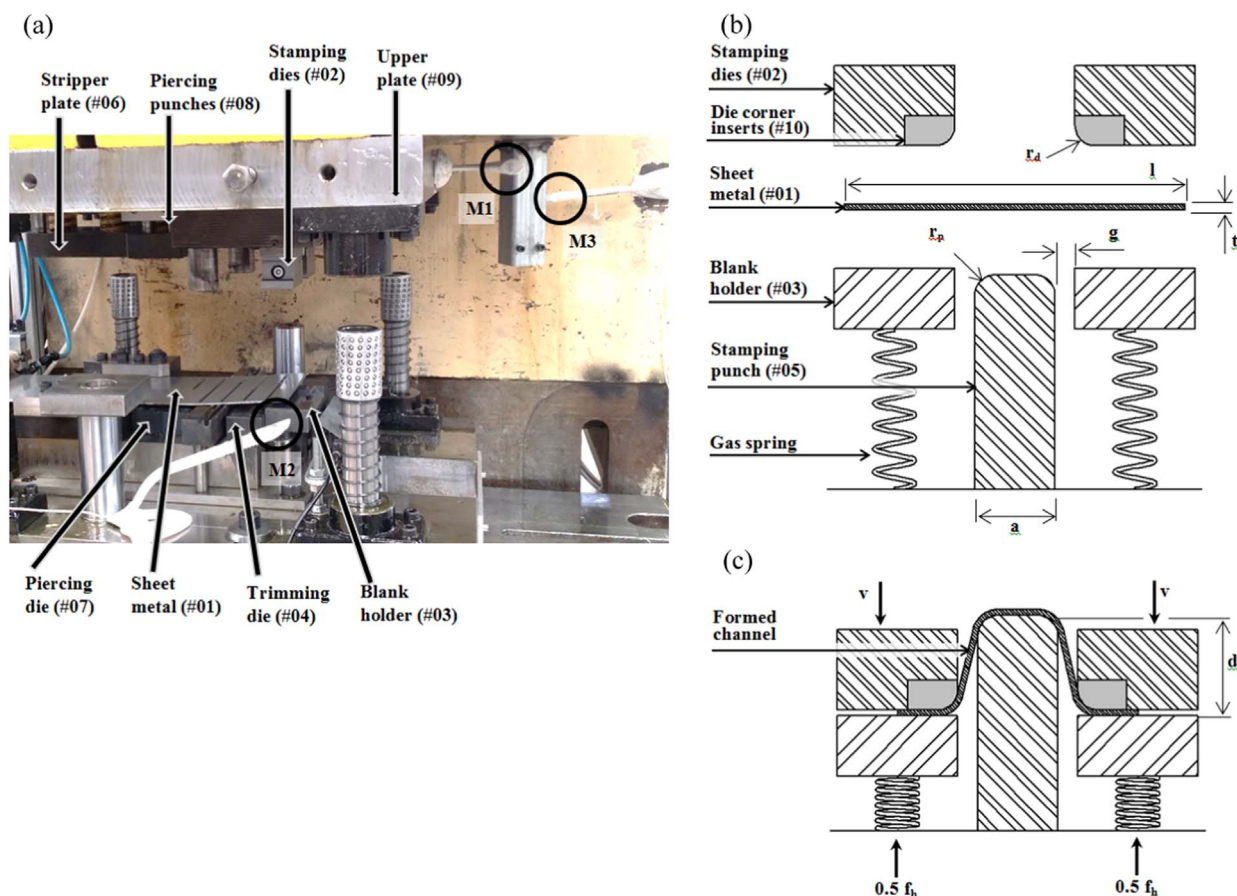 (a)
Stamping
dies (#02)
Upper
plate (#09)
Stripper
plate (#06)
Piercing
punches (#08)
M1
M3
M2
Piercing
die (#07)
Sheet
metal (#01)
Trimming
die (#04)
Blank
holder (#03)
(b)
Stamping
dies (#02)
Die corner
inserts (#10)
r_d
l
Sheet
metal (#01)
t
r_p
g
Blank
holder (#03)
Stamping
punch (#05)
Gas spring
a
(c)
v
v
Formed
channel
d
0.5 f_h
0.5 f_h